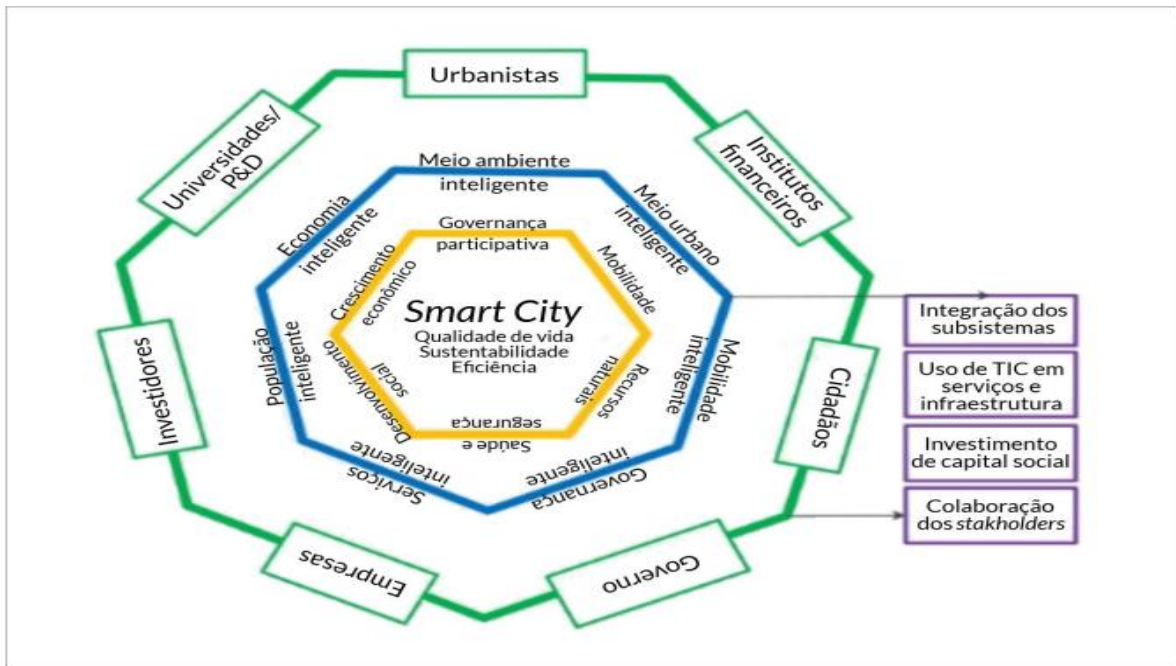 Urbanistas
Institutos
financeiros
Cidadãos
Governo
Empresas
Investidores
Universidades/
P&D
Meio ambiente
inteligente
Meio urbano
inteligente
Mobilidade
inteligente
Governança
inteligente
Serviços
inteligente
População
inteligente
Economia
inteligente
Governança
participativa
Mobilidade
Recursos
naturais
Saúde e
segurança
Desenvolvimento
social
Crescimento
econômico
Smart City
Qualidade de vida
Sustentabilidade
Eficiência
Integração dos
subsistemas
Uso de TIC em
serviços e
infraestrutura
Investimento
de capital social
Colaboração
dos stakholders